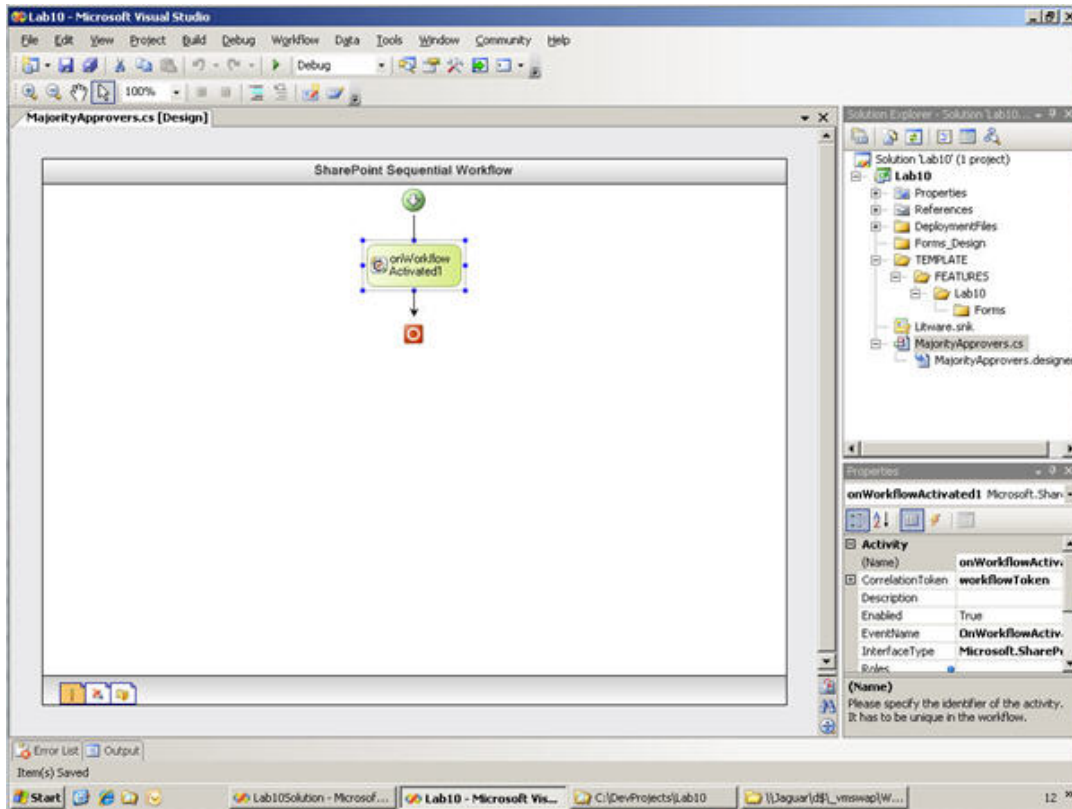 Lab10 - Microsoft Visual Studio
File Edit View Project Build Debug Workflow Data Tools Window Community Help
Debug
100%
MajorityApprovers.cs [Design]
SharePoint Sequential Workflow
onWorkflow
Activated1
Solution Explorer - Solution 'Lab10...
Solution 'Lab10' (1 project)
Lab10
Properties
References
DeploymentFiles
Forms_Design
TEMPLATE
FEATURES
Lab10
Forms
Litware.snk
MajorityApprovers.cs
MajorityApprovers.designe
Properties
onWorkflowActivated1 Microsoft.Shar
Activity
(Name) onWorkflowActiv
CorrelationToken workflowToken
Description
Enabled True
EventName OnWorkflowActiv
InterfaceType Microsoft.SharePo
Roles
(Name)
Please specify the identifier of the activity.
It has to be unique in the workflow.
Error List Output
Item(s) Saved
Start Lab10Solution - Microsof... Lab10 - Microsoft Vis... C:\DevProjects\Lab10 \\Jaguar\d$\_vmswap\W... 12